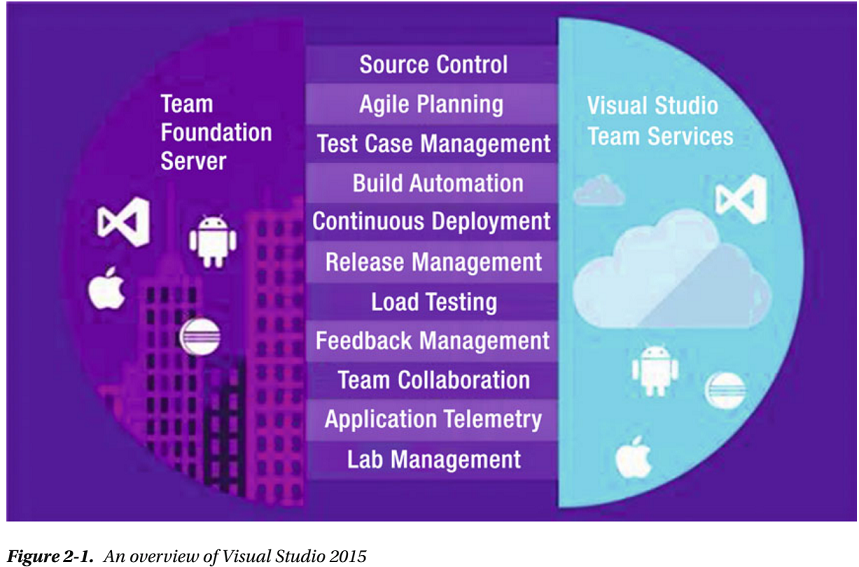 Team
Foundation
Server
Source Control
Agile Planning
Test Case Management
Build Automation
Continuous Deployment
Release Management
Load Testing
Feedback Management
Team Collaboration
Application Telemetry
Lab Management
Visual Studio
Team Services
Figure 2-1. An overview of Visual Studio 2015